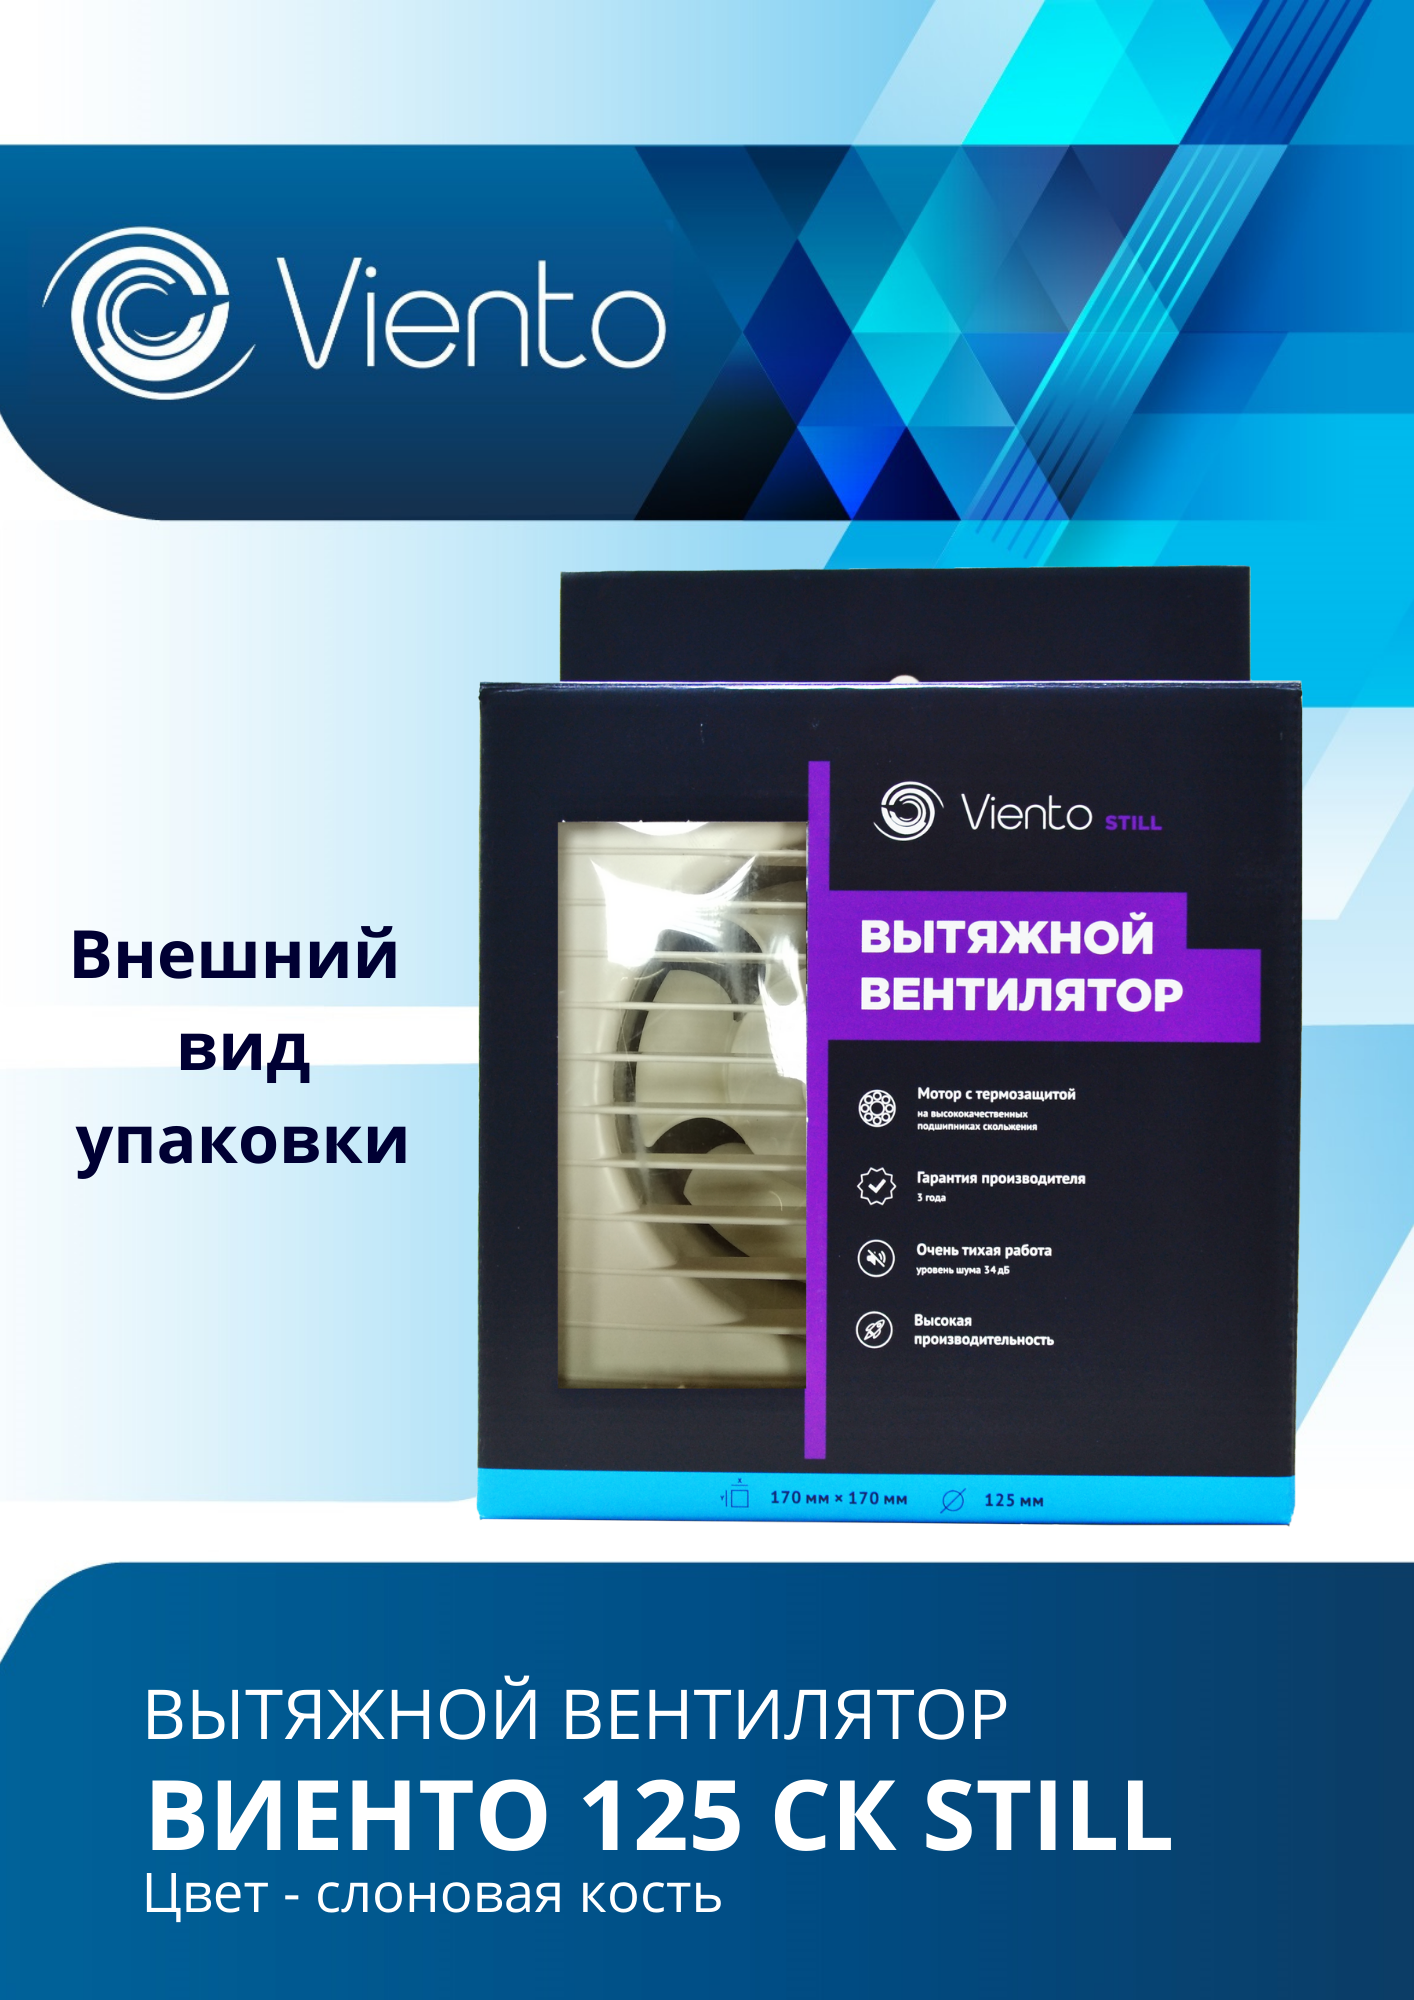 Viento
Внешний
вид
упаковки
Viento STILL
ВЫТЯЖНОЙ
ВЕНТИЛЯТОР
Мотор с термозащитой
на высококачественных
подшипниках скольжения
Гарантия производителя
3 года
Очень тихая работа
уровень шума 34 дБ
Высокая
производительность
X
Y
170 мм × 170 мм 125 мм
ВЫТЯЖНОЙ ВЕНТИЛЯТОР
ВИЕНТО 125 СК STILL
Цвет - слоновая кость